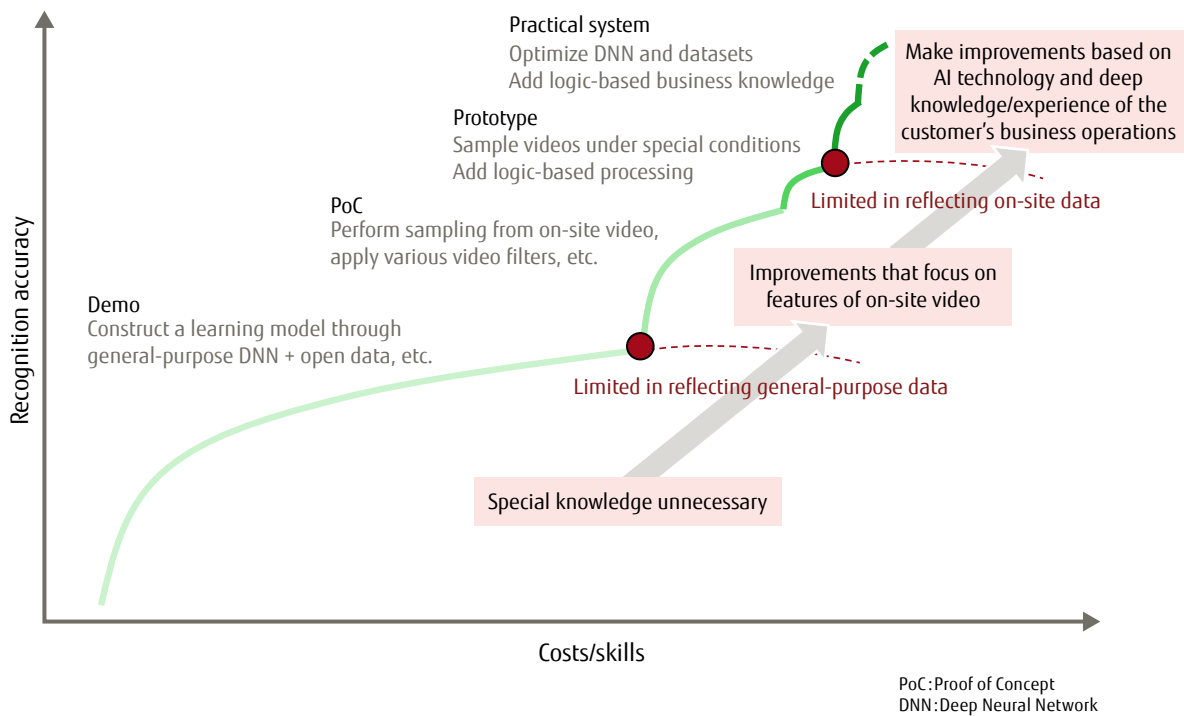 Practical system
Optimize DNN and datasets
Add logic-based business knowledge
Make improvements based on
AI technology and deep
knowledge/experience of the
customer's business operations
Prototype
Sample videos under special conditions
Add logic-based processing
Limited in reflecting on-site data
PoC
Perform sampling from on-site video,
apply various video filters, etc.
Improvements that focus on
features of on-site video
Demo
Construct a learning model through
general-purpose DNN + open data, etc.
Limited in reflecting general-purpose data
Special knowledge unnecessary
Recognition accuracy
Costs/skills
PoC:Proof of Concept
DNN:Deep Neural Network